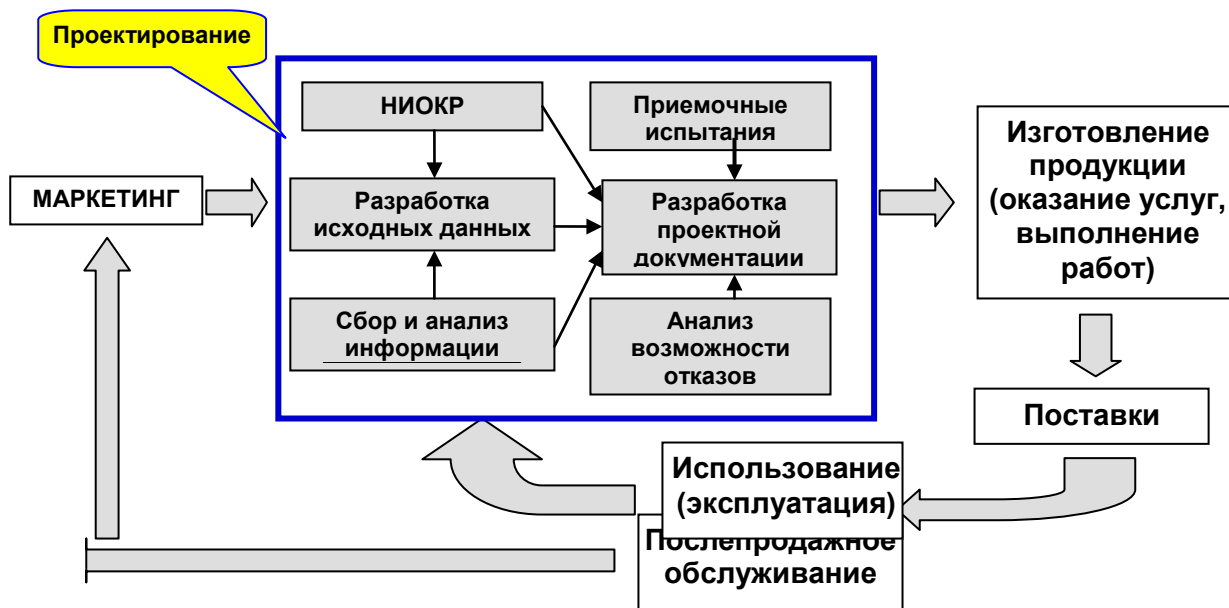 Проектирование
НИОКР
Приемочные
испытания
Изготовление
продукции
(оказание услуг,
выполнение
работ)
МАРКЕТИНГ
Разработка
исходных данных
Разработка
проектной
документации
Сбор и анализ
информации
Анализ
возможности
отказов
Поставки
Использование
(эксплуатация)
Послепродажное
обслуживание